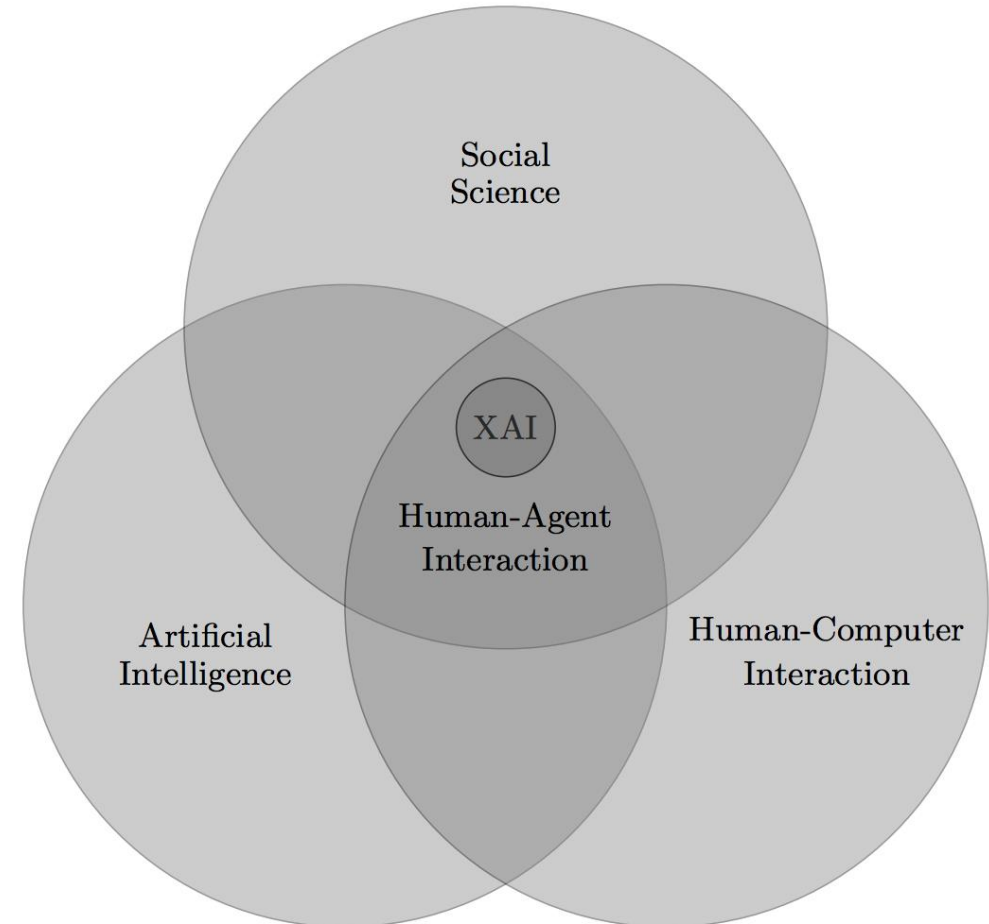 Social
Science
XAI
Human-Agent
Interaction
Artificial
Intelligence
Human-Computer
Interaction